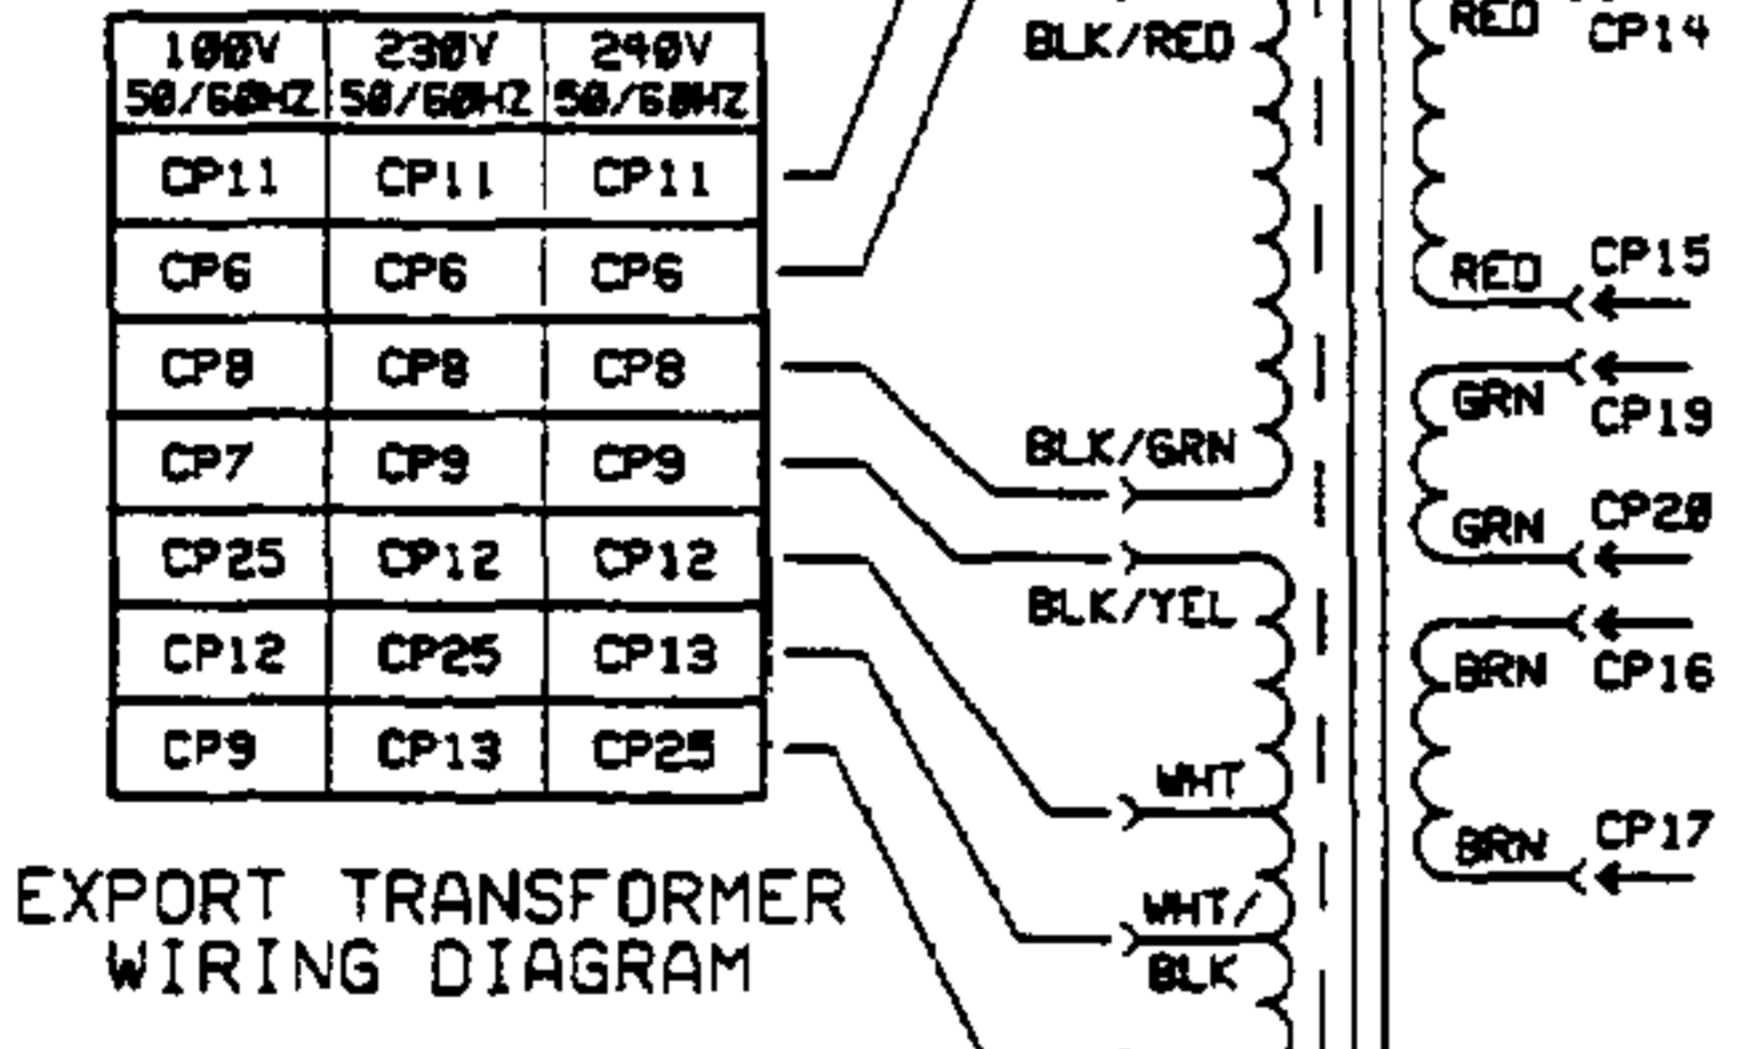 100V 230V 240V
50/60HZ 50/60HZ 50/60HZ
CP11 CP11 CP11
CP6 CP6 CP6
CP8 CP8 CP8
CP7 CP9 CP9
CP25 CP12 CP12
CP12 CP25 CP13
CP9 CP13 CP25
EXPORT TRANSFORMER
WIRING DIAGRAM
BLK/RED
BLK/GRN
BLK/YEL
WHT
WHT/
BLK
RED
CP14
RED
CP15
GRN
CP19
GRN
CP20
BRN
CP16
BRN
CP17